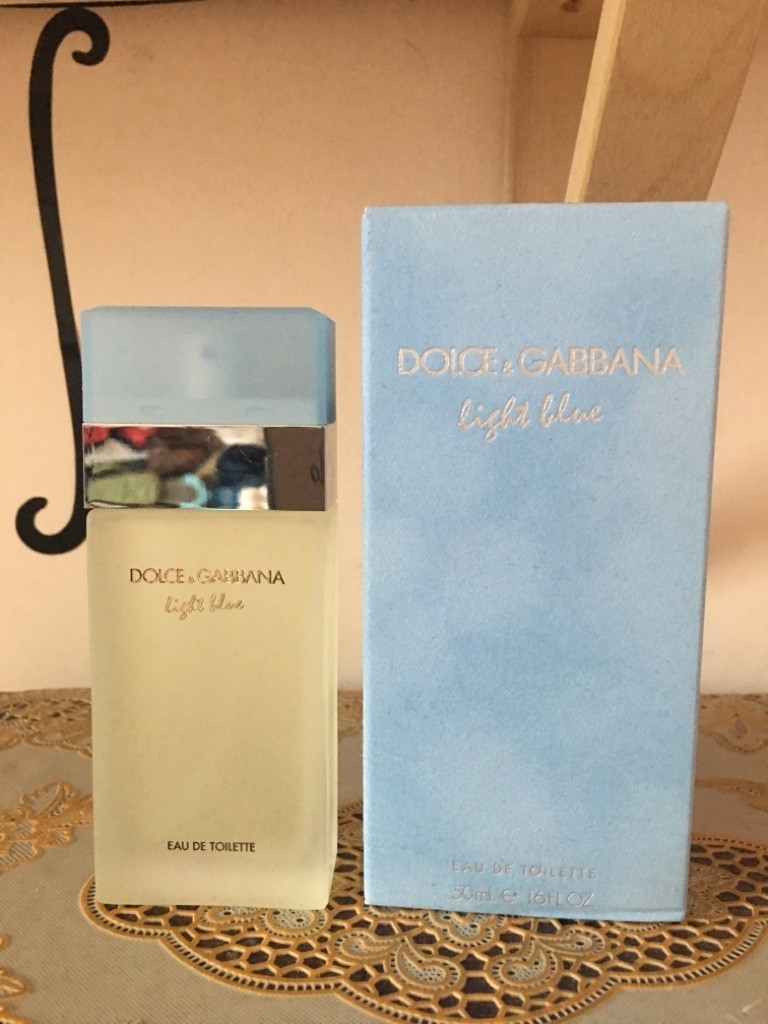 DOLCE & GABBANA
light blue
EAU DE TOILETTE
DOLCE & GABBANA
light blue
EAU DE TOILETTE
50ml e 1.6FL.OZ